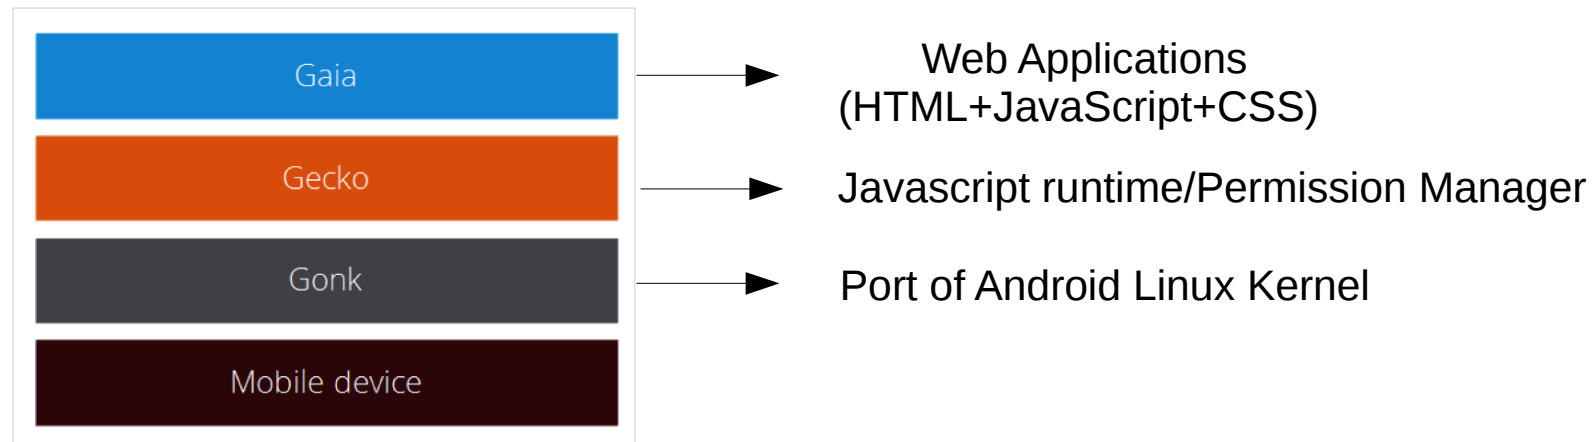 Gaia
Web Applications
(HTML+JavaScript+CSS)
Gecko
Javascript runtime/Permission Manager
Gonk
Port of Android Linux Kernel
Mobile device